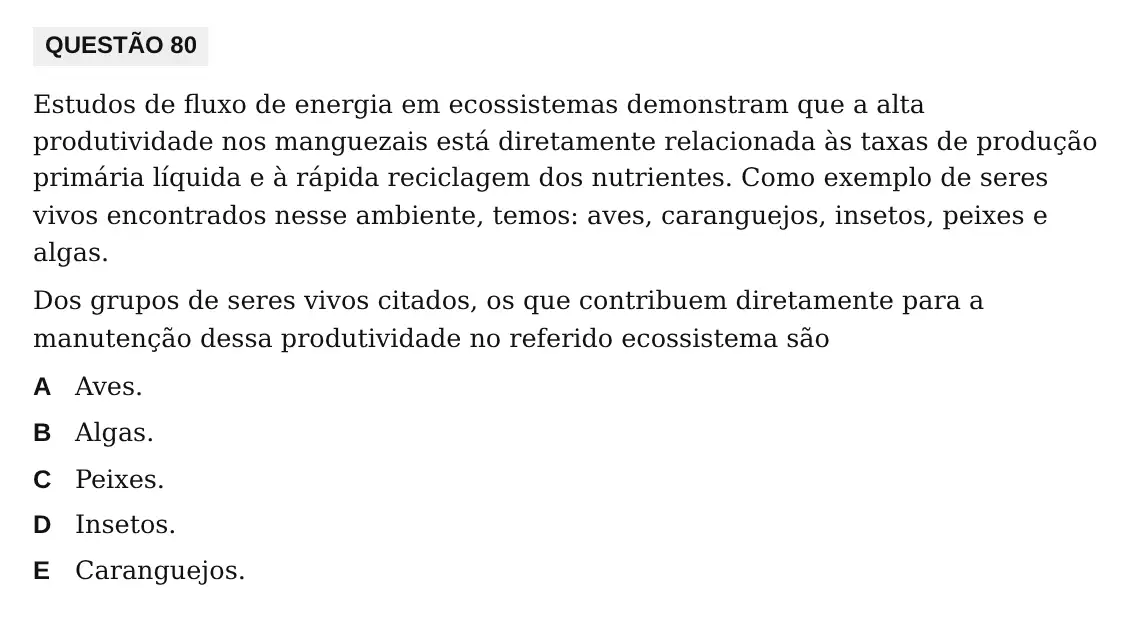 QUESTÃO 80
Estudos de fluxo de energia em ecossistemas demonstram que a alta
produtividade nos manguezais está diretamente relacionada às taxas de produção
primária líquida e à rápida reciclagem dos nutrientes. Como exemplo de seres
vivos encontrados nesse ambiente, temos: aves, caranguejos, insetos, peixes e
algas.
Dos grupos de seres vivos citados, os que contribuem diretamente para a
manutenção dessa produtividade no referido ecossistema são
A Aves.
B Algas.
C Peixes.
D Insetos.
E Caranguejos.